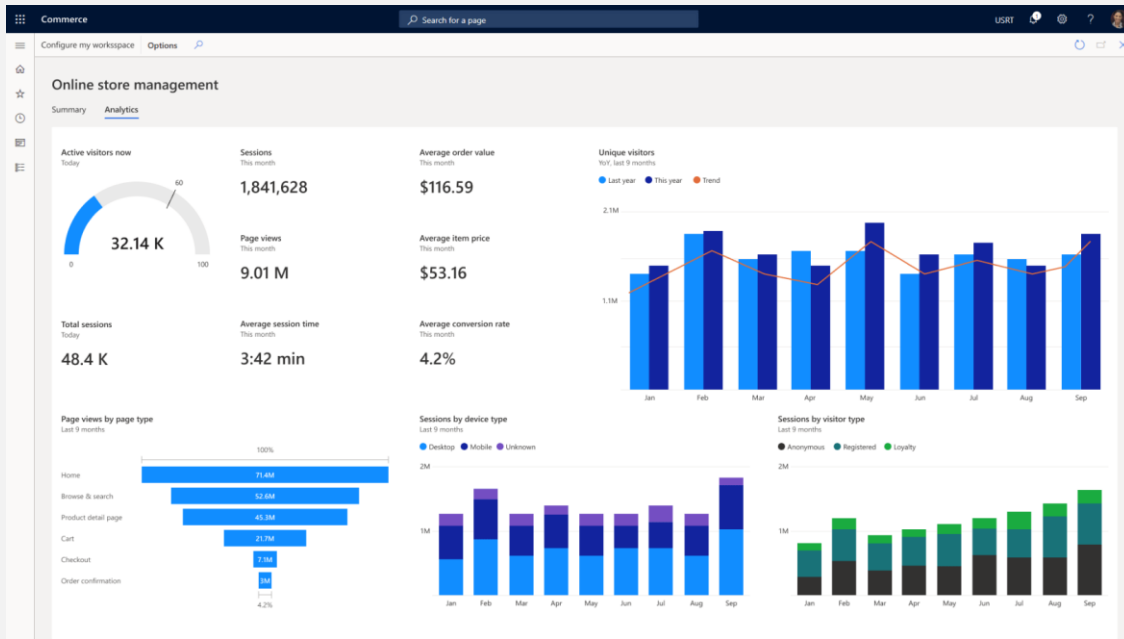 Commerce
Search for a page
USRT
1
?
Configure my worksspace
Options
Online store management
Summary
Analytics
Active visitors now
Today
60
32.14 K
0
100
Sessions
This month
1,841,628
Average order value
This month
$116.59
Page views
This month
9.01 M
Average item price
This month
$53.16
Total sessions
Today
48.4 K
Average session time
This month
3:42 min
Average conversion rate
This month
4.2%
Unique visitors
YoY, last 9 months
Last year This year Trend
2.1M
1.1M
Jan Feb Mar Apr May Jun Jul Aug Sep
Page views by page type
Last 9 months
100%
Home 71.4M
Browse & search 52.6M
Product detail page 45.3M
Cart 21.7M
Checkout 7.1M
Order confirmation 3M
4.2%
Sessions by device type
Last 9 months
Desktop Mobile Unknown
2M
1M
Jan Feb Mar Apr May Jun Jul Aug Sep
Sessions by visitor type
Last 9 months
Anonymous Registered Loyalty
2M
1M
Jan Feb Mar Apr May Jun Jul Aug Sep